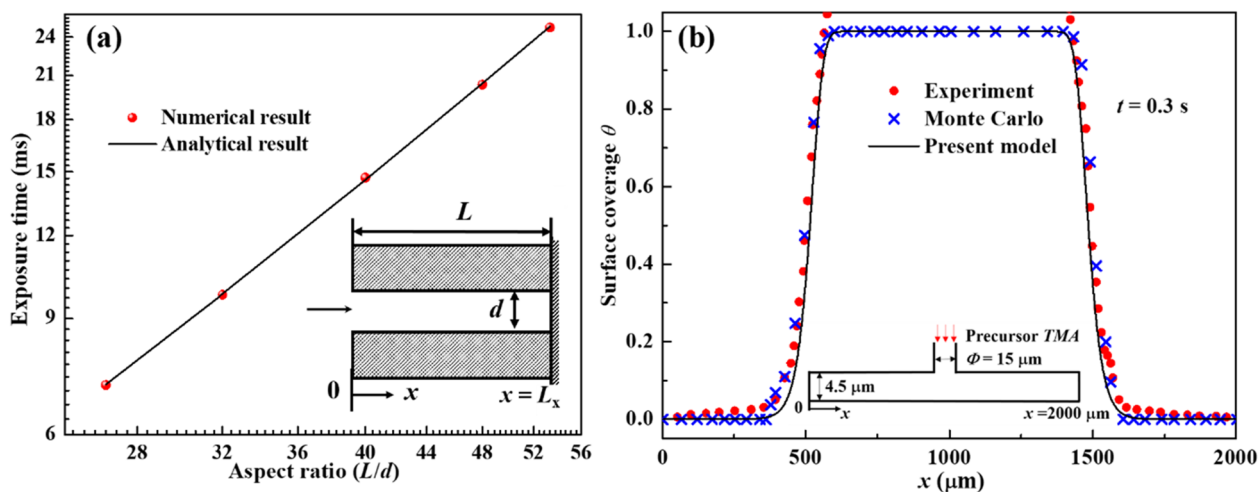 (a)
24
21
18
15
12
9
6
Exposure time (ms)
Numerical result
Analytical result
L
d
0
x
x = Lx
28
32
36
40
44
48
52
56
Aspect ratio (L/d)
(b)
1.0
0.8
0.6
0.4
0.2
0.0
Surface coverage θ
Experiment
Monte Carlo
Present model
t = 0.3 s
Precursor TMA
Φ = 15 μm
4.5 μm
0
x
x =2000 μm
0
500
1000
1500
2000
x (μm)